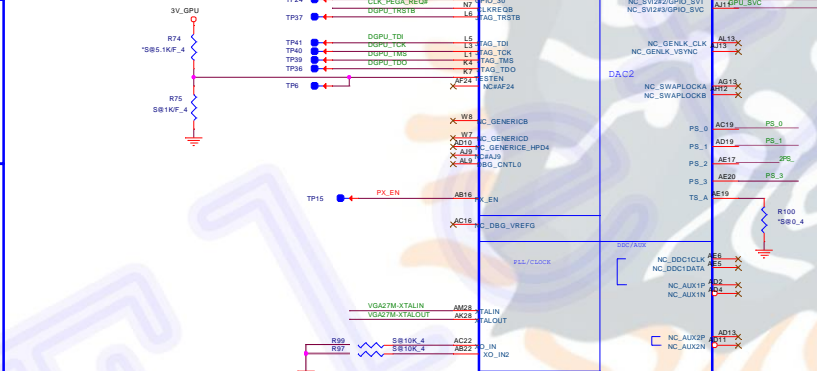 CLK_PEGA_REQ# N7 CLKREQB
DGPU_TRSTB L6 JTAG_TRSTB
TP37
3V_GPU
R74
*S@5.1K/F_4
TP41 DGPU_TDI L5 JTAG_TDI
TP40 DGPU_TCK L3 JTAG_TCK
TP39 DGPU_TMS L1 JTAG_TMS
TP36 DGPU_TDO K4 JTAG_TDO
K7 TESTEN
TP6 AF24 NC#AF24
R75
S@1K/F_4
W8 NC_GENERICB
W7 NC_GENERICD
AD10 NC_GENERICE_HPD4
AJ9 NC#AJ9
AL9 DBG_CNTL0
TP15 PX_EN AB16 PX_EN
AC16 NC_DBG_VREFG
PLL/CLOCK
VGA27M-XTALIN AM28 XTALIN
VGA27M-XTALOUT AK28 XTALOUT
R99 S@10K_4 AC22 XO_IN
R97 S@10K_4 AB22 XO_IN2
NC_SVI2#3/GPIO_SVC AJ11 GPU_SVC
NC_GENLK_CLK AL13
NC_GENLK_VSYNC AJ13
DAC2
NC_SWAPLOCKA AG13
NC_SWAPLOCKB AH12
PS_0 AC19 PS_0
PS_1 AD19 PS_1
PS_2 AE17 2PS_
PS_3 AE20 PS_3
TS_A AE19
R100
*S@0_4
DDC/AUX
NC_DDC1CLK AE6
NC_DDC1DATA AE5
NC_AUX1P AD2
NC_AUX1N AD4
NC_AUX2P AD13
NC_AUX2N AD11